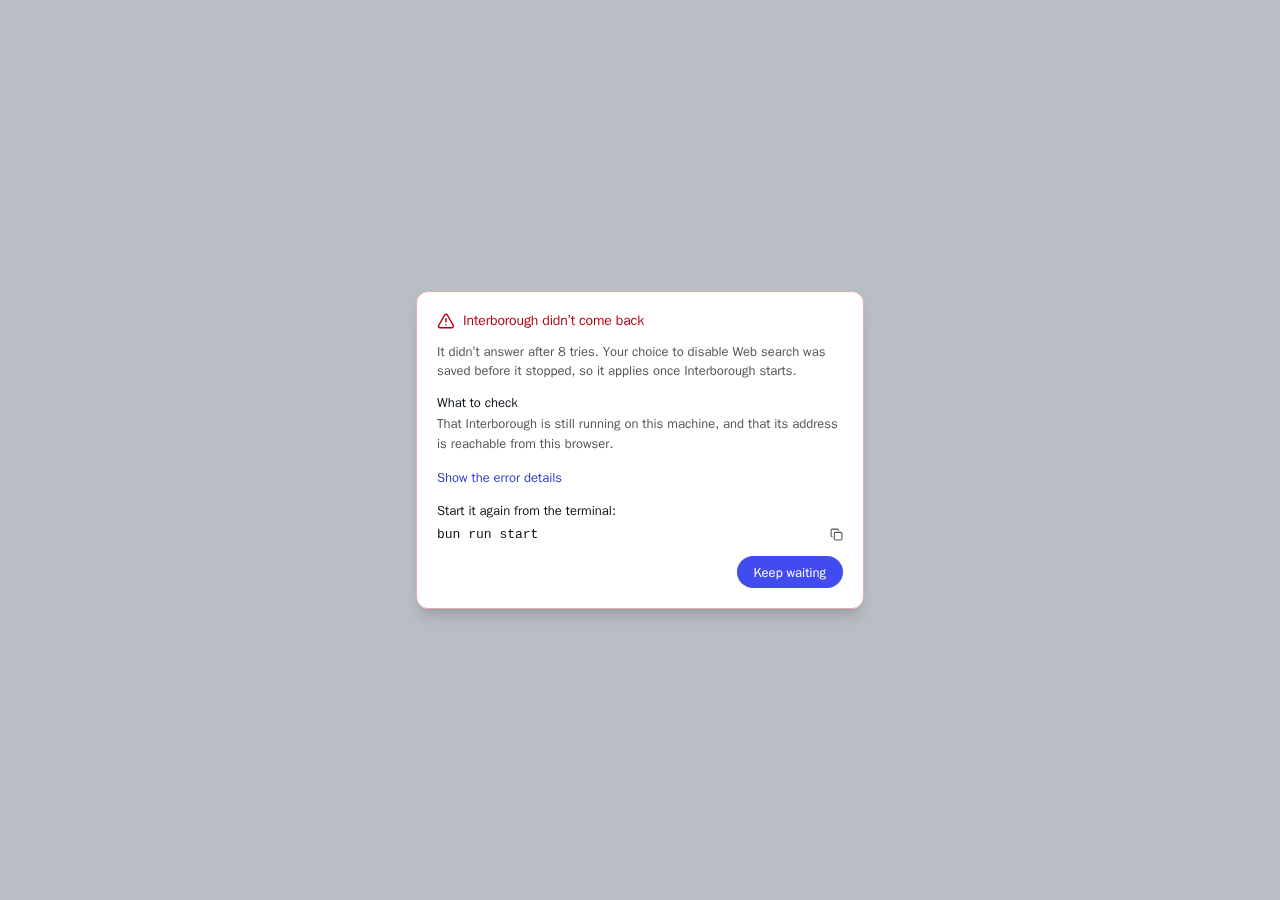 Interborough didn't come back
It didn't answer after 8 tries. Your choice to disable Web search was
saved before it stopped, so it applies once Interborough starts.
What to check
That Interborough is still running on this machine, and that its address
is reachable from this browser.
Show the error details
Start it again from the terminal:
bun run start
Keep waiting